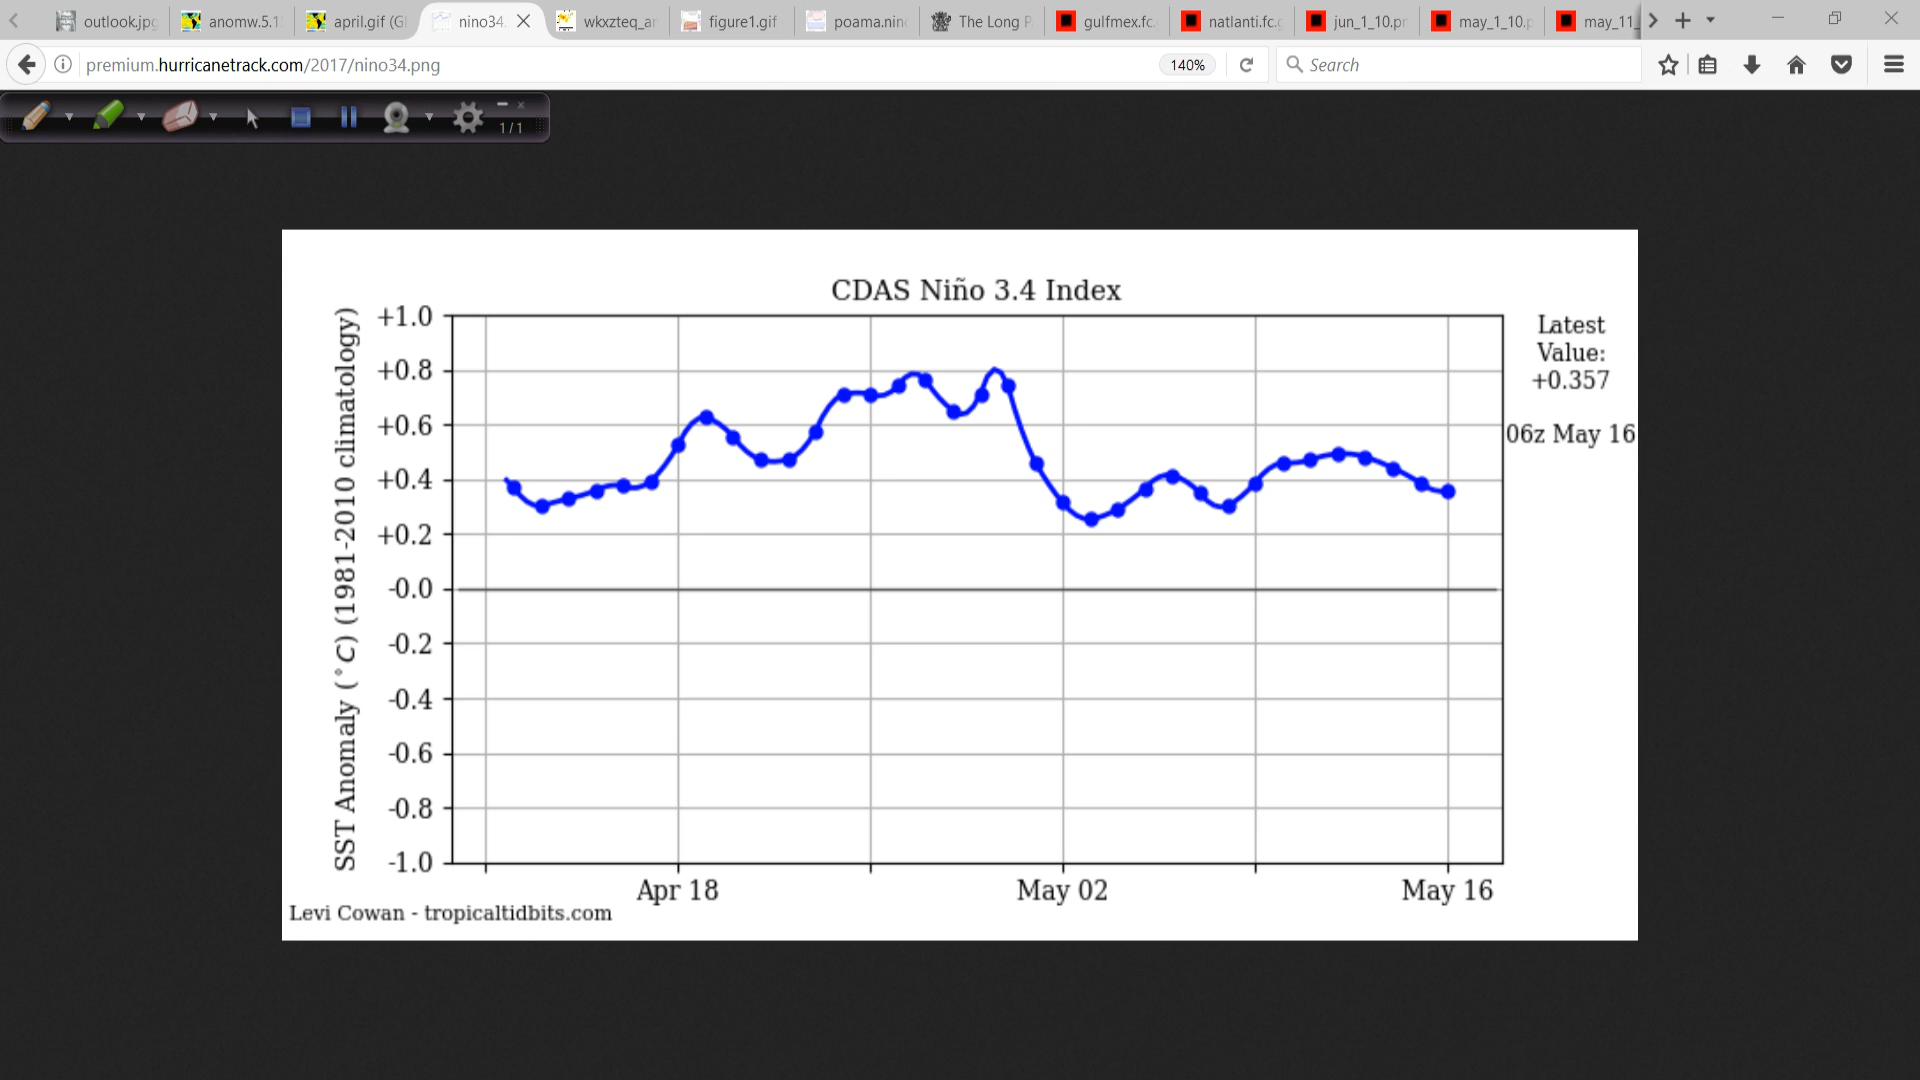 outlook.jpg
anomw.5.1
april.gif (G
nino34.
wkxzteq_a
figure1.gif
poama.nin
The Long P
gulfmex.fc.
natlanti.fc.g
jun_1_10.p
may_1_10.p
may_11_
premium.hurricanetrack.com/2017/nino34.png
140%
Search
1/1
CDAS Niño 3.4 Index
SST Anomaly (°C) (1981-2010 climatology)
+1.0
+0.8
+0.6
+0.4
+0.2
-0.0
-0.2
-0.4
-0.6
-0.8
-1.0
Latest
Value:
+0.357
06z May 16
Apr 18
May 02
May 16
Levi Cowan - tropicaltidbits.com